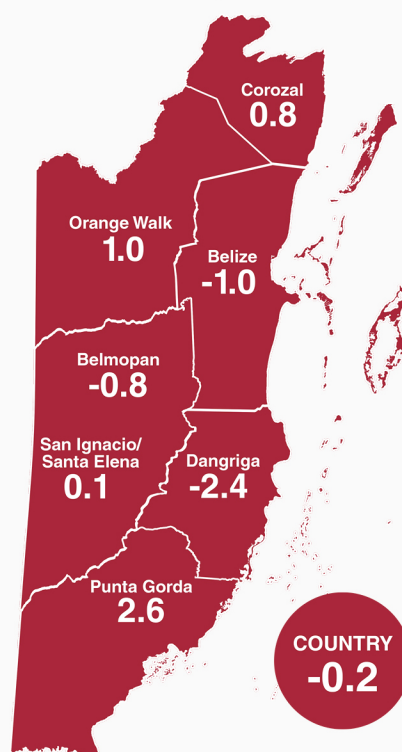 Corozal
0.8
Orange Walk
1.0
Belize
-1.0
Belmopan
-0.8
San Ignacio/
Santa Elena
0.1
Dangriga
-2.4
Punta Gorda
2.6
COUNTRY
-0.2